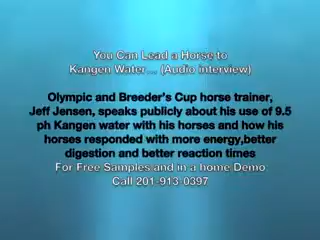 You Can Lead a Horse to
Kangen Water... (Audio interview)
Olympic and Breeder's Cup horse trainer,
Jeff Jensen, speaks publicly about his use of 9.5
ph Kangen water with his horses and how his
horses responded with more energy,better
digestion and better reaction times
For Free Samples and in a home Demo:
Call 201-913-0397